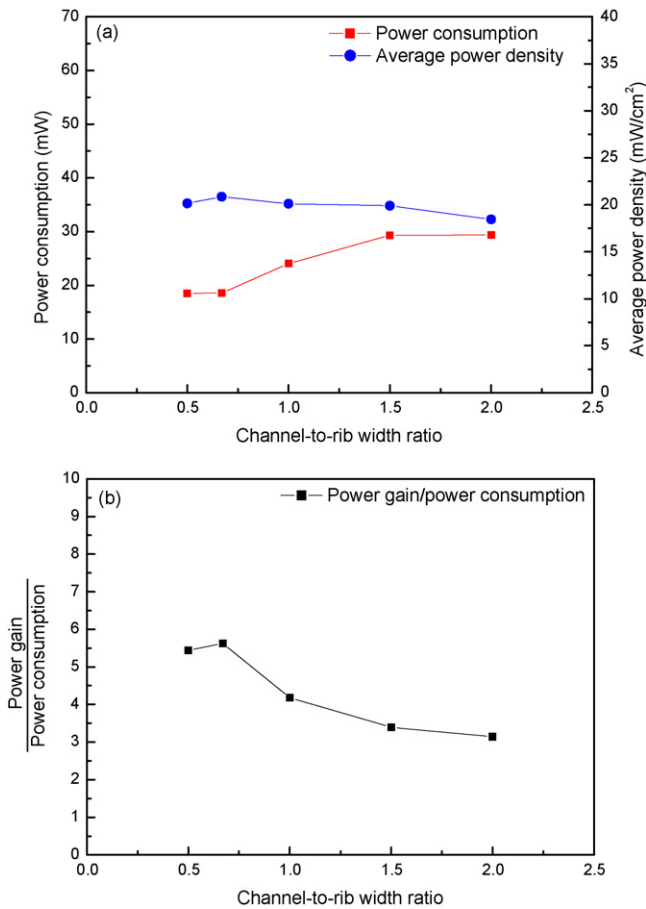 (a)
Power consumption
Average power density
70
60
50
40
30
20
10
0
Power consumption (mW)
40
35
30
25
20
15
10
5
0
Average power density (mW/cm²)
0.0 0.5 1.0 1.5 2.0 2.5
Channel-to-rib width ratio
(b)
Power gain/power consumption
10
9
8
7
6
5
4
3
2
1
0
Power gain
Power consumption
0.0 0.5 1.0 1.5 2.0 2.5
Channel-to-rib width ratio